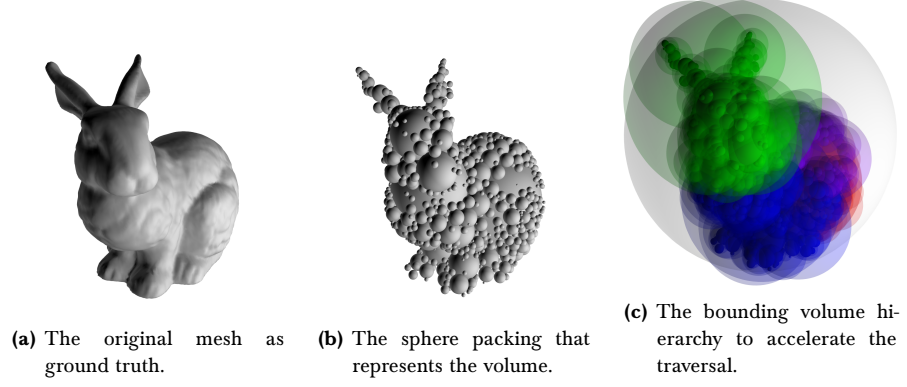 (a) The original mesh as
ground truth.
(b) The sphere packing that
represents the volume.
(c) The bounding volume hi-
erarchy to accelerate the
traversal.